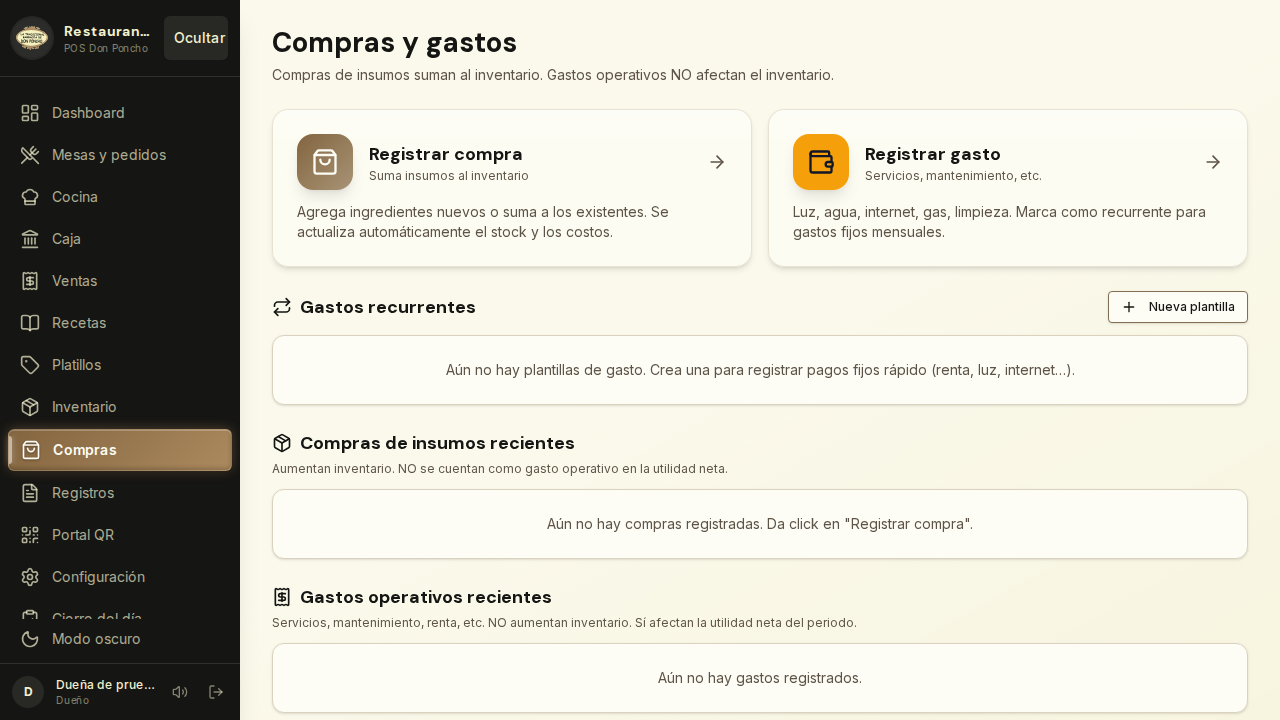 Restauran…
POS Don Poncho
Ocultar
Dashboard
Mesas y pedidos
Cocina
Caja
Ventas
Recetas
Platillos
Inventario
Compras
Registros
Portal QR
Configuración
Cierre del día
Modo oscuro
D
Dueña de prue…
Dueño
Compras y gastos
Compras de insumos suman al inventario. Gastos operativos NO afectan el inventario.
Registrar compra
Suma insumos al inventario
Agrega ingredientes nuevos o suma a los existentes. Se
actualiza automáticamente el stock y los costos.
Registrar gasto
Servicios, mantenimiento, etc.
Luz, agua, internet, gas, limpieza. Marca como recurrente para
gastos fijos mensuales.
Gastos recurrentes
Nueva plantilla
Aún no hay plantillas de gasto. Crea una para registrar pagos fijos rápido (renta, luz, internet…).
Compras de insumos recientes
Aumentan inventario. NO se cuentan como gasto operativo en la utilidad neta.
Aún no hay compras registradas. Da click en "Registrar compra".
Gastos operativos recientes
Servicios, mantenimiento, renta, etc. NO aumentan inventario. Sí afectan la utilidad neta del periodo.
Aún no hay gastos registrados.